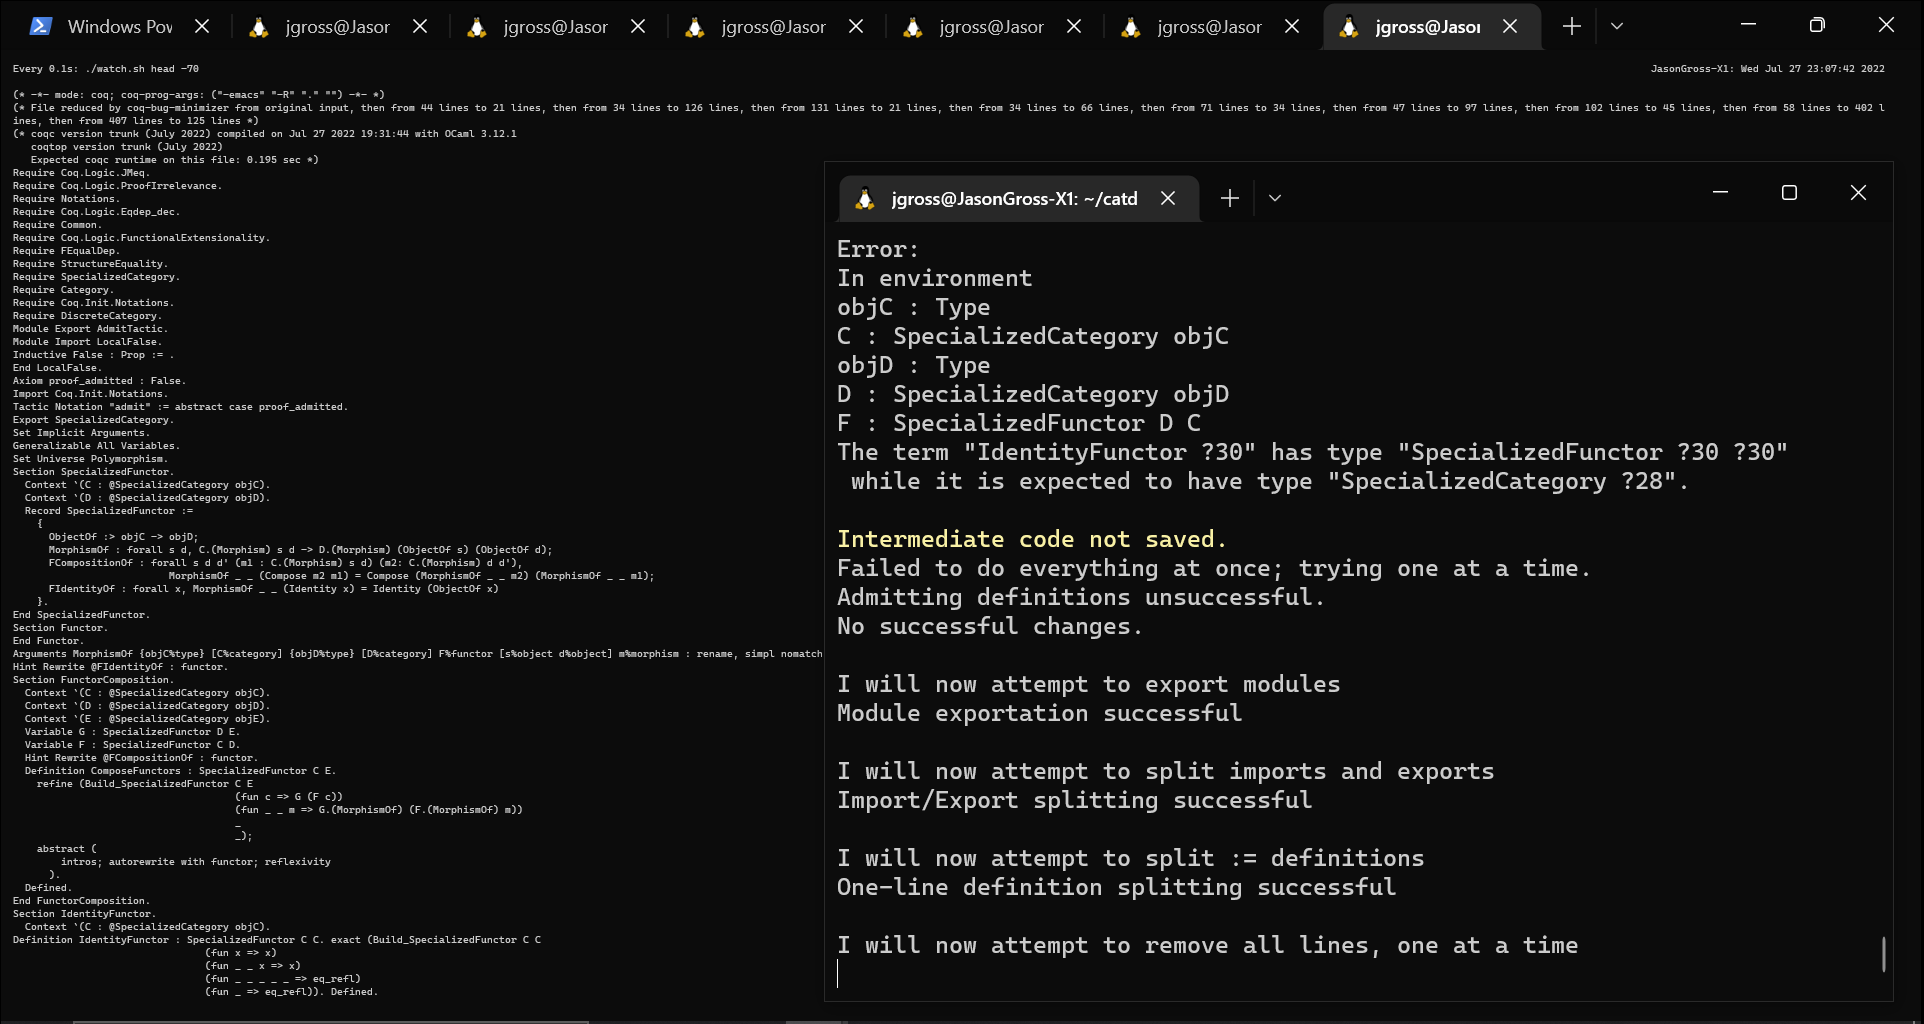 Windows Pov
jgross@Jasor
jgross@Jasor
jgross@Jasor
jgross@Jasor
jgross@Jasor
jgross@Jasor
Every 0.1s: ./watch.sh head -70
JasonGross-X1: Wed Jul 27 23:07:42 2022
(* -*- mode: coq; coq-prog-args: ("-emacs" "-R" "." "") -*- *)
(* File reduced by coq-bug-minimizer from original input, then from 44 lines to 21 lines, then from 34 lines to 126 lines, then from 131 lines to 21 lines, then from 34 lines to 66 lines, then from 71 lines to 34 lines, then from 47 lines to 97 lines, then from 102 lines to 45 lines, then from 58 lines to 402 l
ines, then from 407 lines to 125 lines *)
(* coqc version trunk (July 2022) compiled on Jul 27 2022 19:31:44 with OCaml 3.12.1
coqtop version trunk (July 2022)
Expected coqc runtime on this file: 0.195 sec *)
Require Coq.Logic.JMeq.
Require Coq.Logic.ProofIrrelevance.
Require Notations.
Require Coq.Logic.Eqdep_dec.
Require Common.
Require Coq.Logic.FunctionalExtensionality.
Require FEqualDep.
Require StructureEquality.
Require SpecializedCategory.
Require Category.
Require Coq.Init.Notations.
Require DiscreteCategory.
Module Export AdmitTactic.
Module Import LocalFalse.
Inductive False : Prop := .
End LocalFalse.
Axiom proof_admitted : False.
Import Coq.Init.Notations.
Tactic Notation "admit" := abstract case proof_admitted.
Export SpecializedCategory.
Set Implicit Arguments.
Generalizable All Variables.
Set Universe Polymorphism.
Section SpecializedFunctor.
Context `(C : @SpecializedCategory objC).
Context `(D : @SpecializedCategory objD).
Record SpecializedFunctor :=
{
ObjectOf :> objC -> objD;
MorphismOf : forall s d, C.(Morphism) s d -> D.(Morphism) (ObjectOf s) (ObjectOf d);
FCompositionOf : forall s d d' (m1 : C.(Morphism) s d) (m2: C.(Morphism) d d'),
MorphismOf _ _ (Compose m2 m1) = Compose (MorphismOf _ _ m2) (MorphismOf _ _ m1);
FIdentityOf : forall x, MorphismOf _ _ (Identity x) = Identity (ObjectOf x)
}.
End SpecializedFunctor.
Section Functor.
End Functor.
Arguments MorphismOf {objC%type} [C%category] {objD%type} [D%category] F%functor [s%object d%object] m%morphism : rename, simpl nomatch
Hint Rewrite @FIdentityOf : functor.
Section FunctorComposition.
Context `(C : @SpecializedCategory objC).
Context `(D : @SpecializedCategory objD).
Context `(E : @SpecializedCategory objE).
Variable G : SpecializedFunctor D E.
Variable F : SpecializedFunctor C D.
Hint Rewrite @FCompositionOf : functor.
Definition ComposeFunctors : SpecializedFunctor C E.
refine (Build_SpecializedFunctor C E
(fun c => G (F c))
(fun _ _ m => G.(MorphismOf) (F.(MorphismOf) m))
_
_);
abstract (
intros; autorewrite with functor; reflexivity
).
Defined.
End FunctorComposition.
Section IdentityFunctor.
Context `(C : @SpecializedCategory objC).
Definition IdentityFunctor : SpecializedFunctor C C. exact (Build_SpecializedFunctor C C
(fun x => x)
(fun _ _ x => x)
(fun _ _ _ _ _ => eq_refl)
(fun _ => eq_refl)). Defined.
jgross@JasonGross-X1: ~/catd
Error:
In environment
objC : Type
C : SpecializedCategory objC
objD : Type
D : SpecializedCategory objD
F : SpecializedFunctor D C
The term "IdentityFunctor ?30" has type "SpecializedFunctor ?30 ?30"
while it is expected to have type "SpecializedCategory ?28".
Intermediate code not saved.
Failed to do everything at once; trying one at a time.
Admitting definitions unsuccessful.
No successful changes.
I will now attempt to export modules
Module exportation successful
I will now attempt to split imports and exports
Import/Export splitting successful
I will now attempt to split := definitions
One-line definition splitting successful
I will now attempt to remove all lines, one at a time